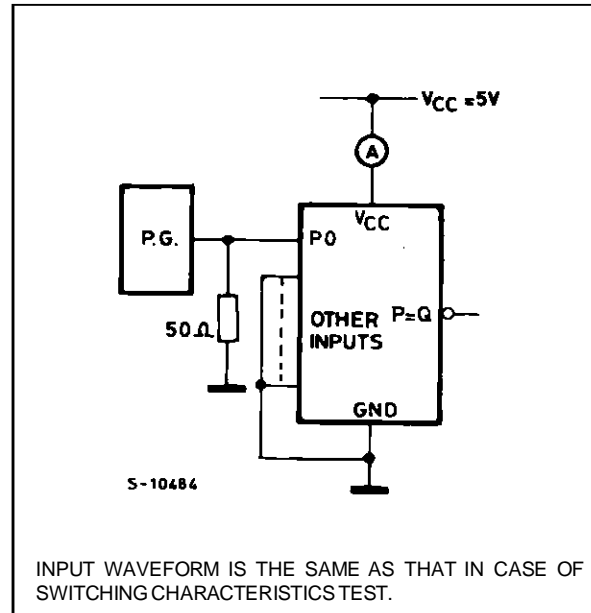 V CC =5V
A
P.G.
P0
VCC
50Ω
OTHER
INPUTS
P=Q
GND
S-10484
INPUT WAVEFORM IS THE SAME AS THAT IN CASE OF
SWITCHING CHARACTERISTICS TEST.